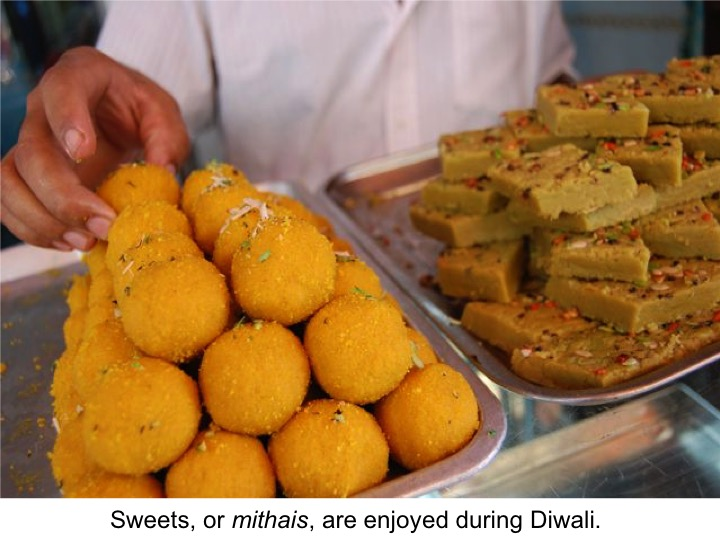 Sweets, or mithais, are enjoyed during Diwali.